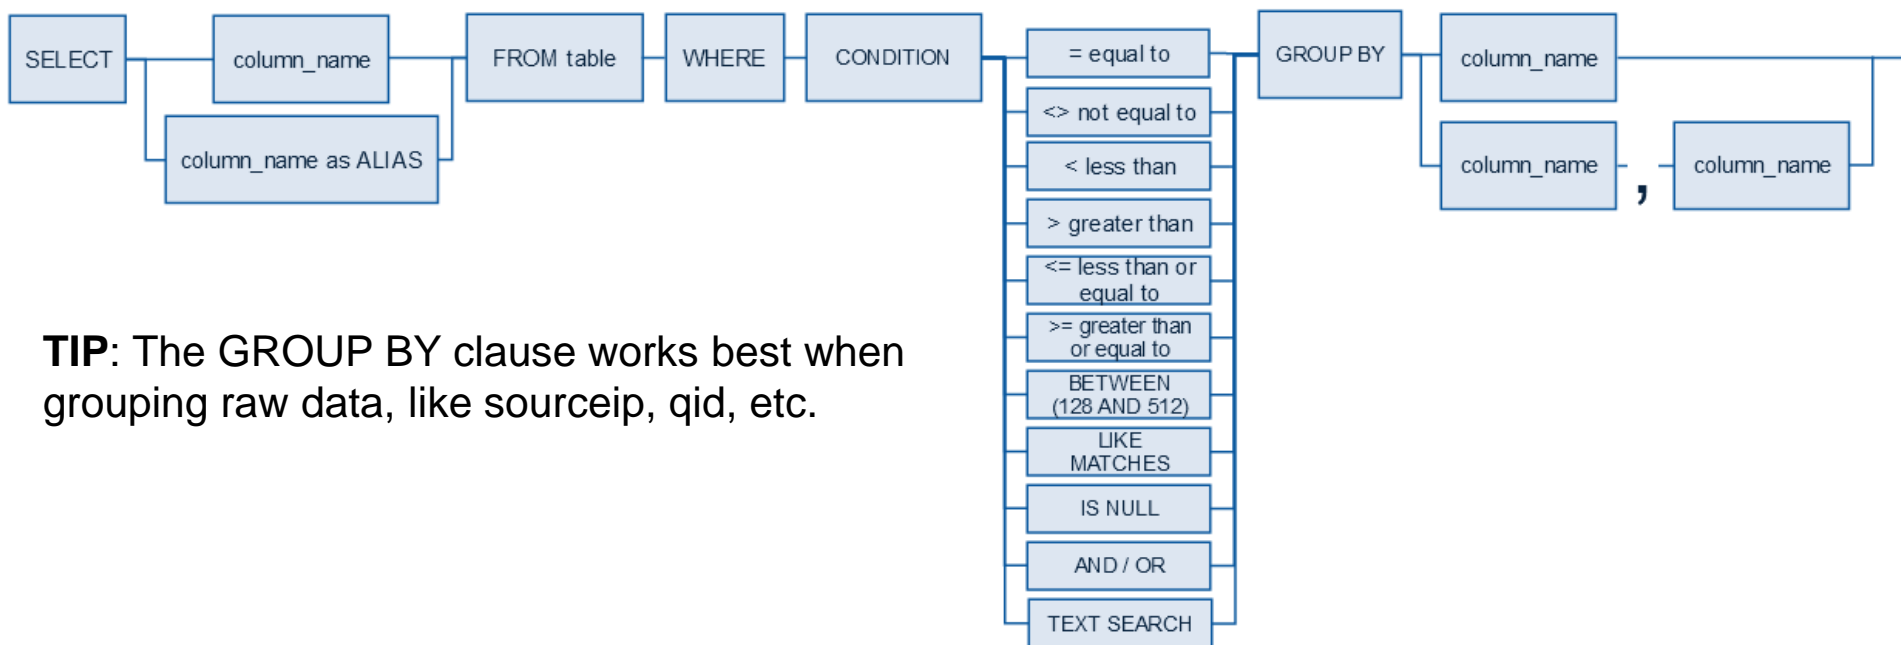 SELECT
column_name
column_name as ALIAS
FROM table
WHERE
CONDITION
= equal to
<> not equal to
< less than
> greater than
<= less than or
equal to
>= greater than
or equal to
BETWEEN
(128 AND 512)
LIKE
MATCHES
IS NULL
AND / OR
TEXT SEARCH
GROUP BY
column_name
column_name , column_name
TIP: The GROUP BY clause works best when
grouping raw data, like sourceip, qid, etc.